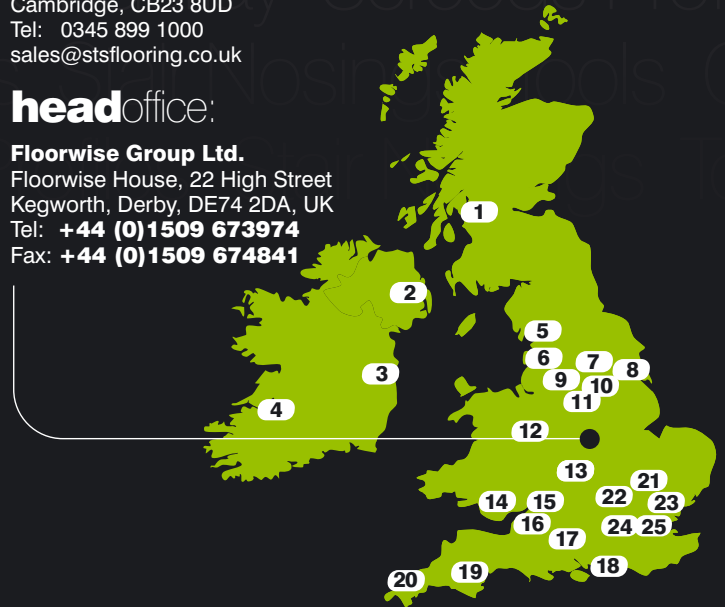 Cambridge, CB23 8UD
Tel: 0345 899 1000
sales@stsflooring.co.uk
headoffice:
Floorwise Group Ltd.
Floorwise House, 22 High Street
Kegworth, Derby, DE74 2DA, UK
Tel: +44 (0)1509 673974
Fax: +44 (0)1509 674841
1
2
3
4
5
6
7
8
9
10
11
12
13
14
15
16
17
18
19
20
21
22
23
24
25